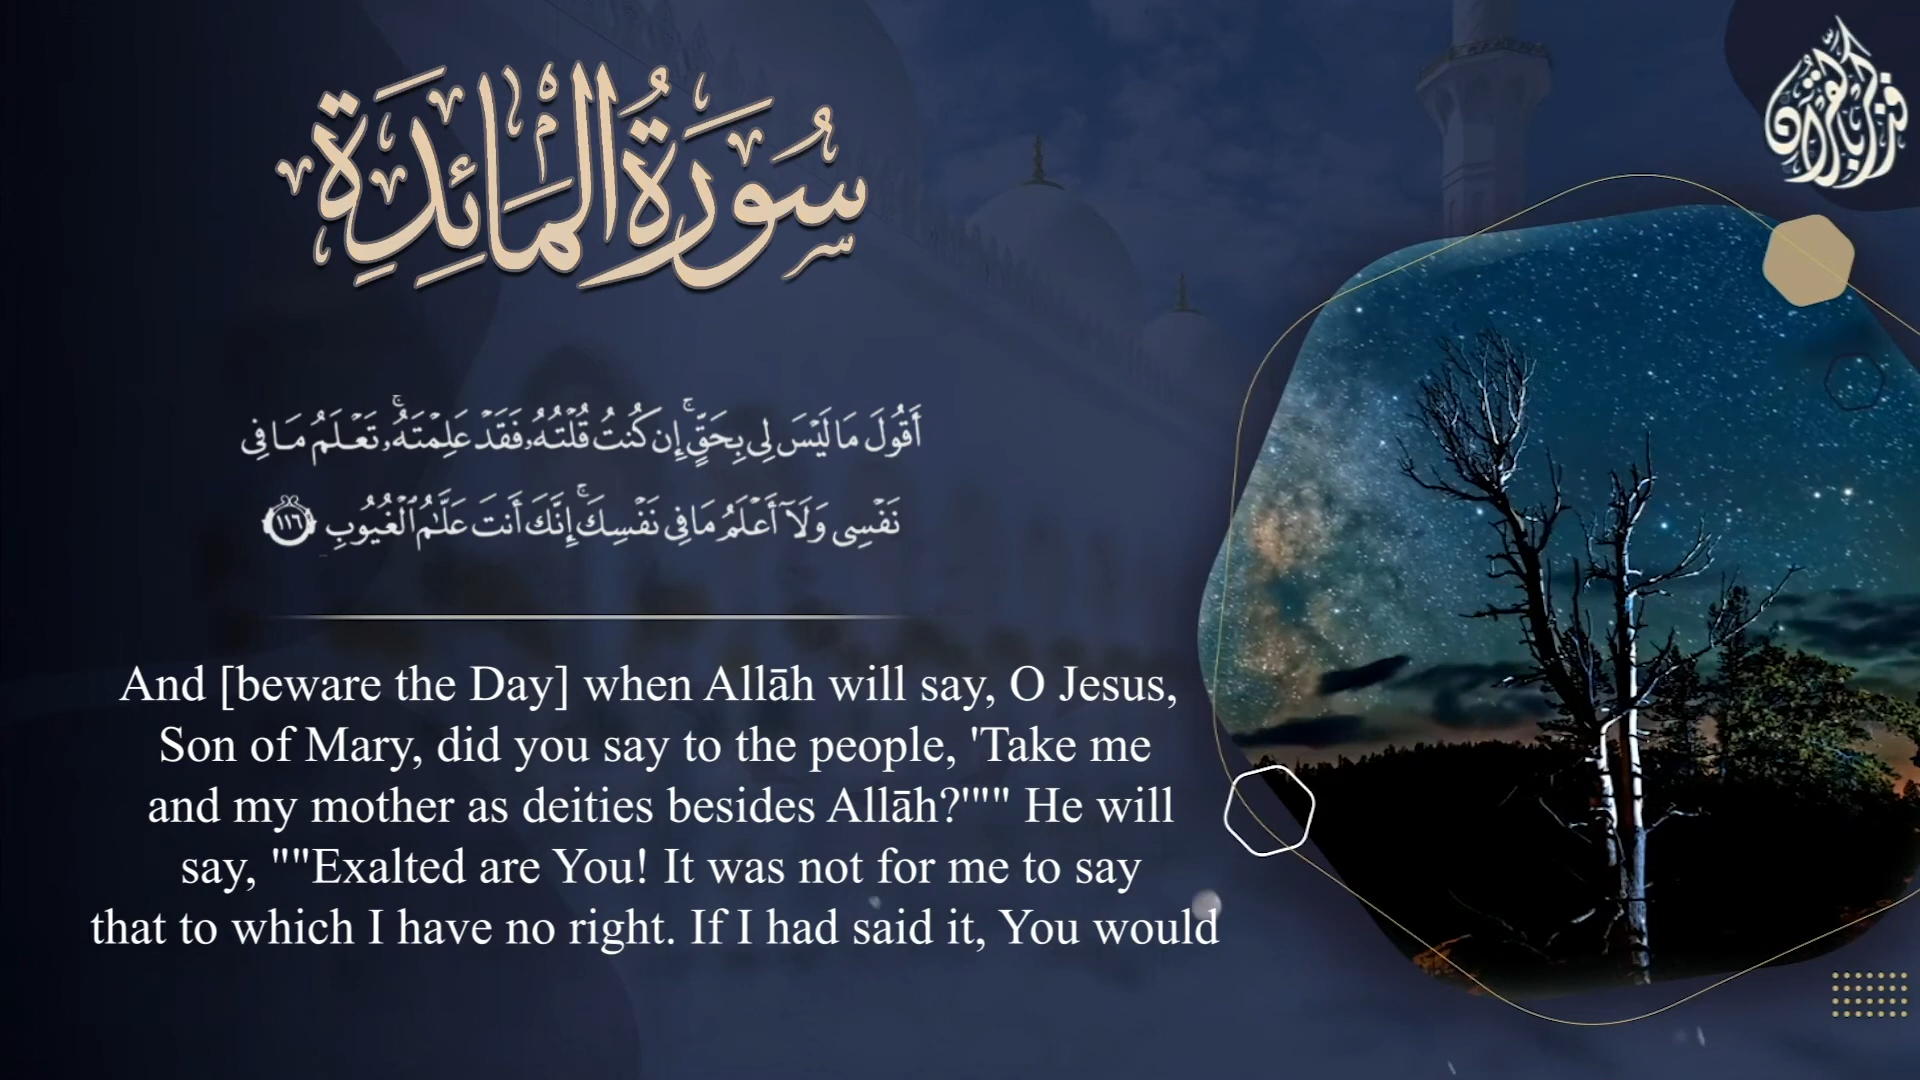 سُورَةُ الْمَائِدَةِ
فذكر بالقرآن
أَقُولَ مَا لَيْسَ لِى بِحَقٍّ ۚ إِن كُنتُ قُلْتُهُۥ فَقَدْ عَلِمْتَهُۥ ۚ تَعْلَمُ مَا فِى
نَفْسِى وَلَآ أَعْلَمُ مَا فِى نَفْسِكَ ۚ إِنَّكَ أَنتَ عَلَّـٰمُ ٱلْغُيُوبِ ١١٦
And [beware the Day] when Allāh will say, O Jesus,
Son of Mary, did you say to the people, 'Take me
and my mother as deities besides Allāh?'"" He will
say, ""Exalted are You! It was not for me to say
that to which I have no right. If I had said it, You would